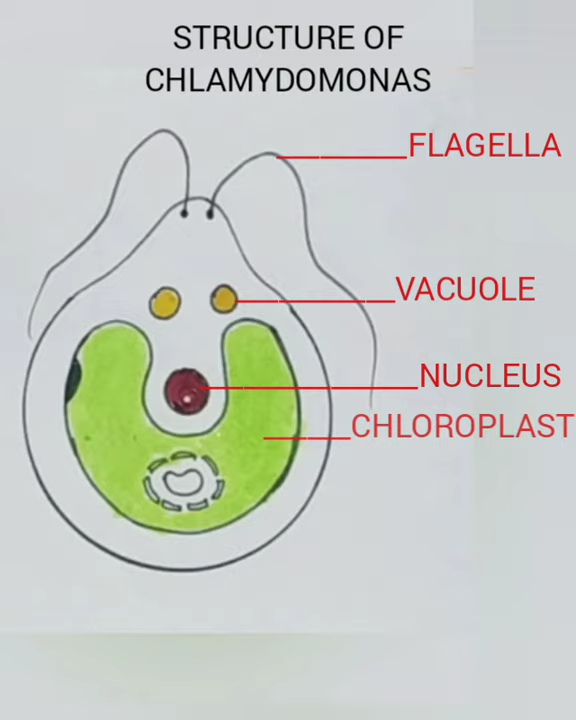 STRUCTURE OF
CHLAMYDOMONAS
FLAGELLA
VACUOLE
NUCLEUS
CHLOROPLAST